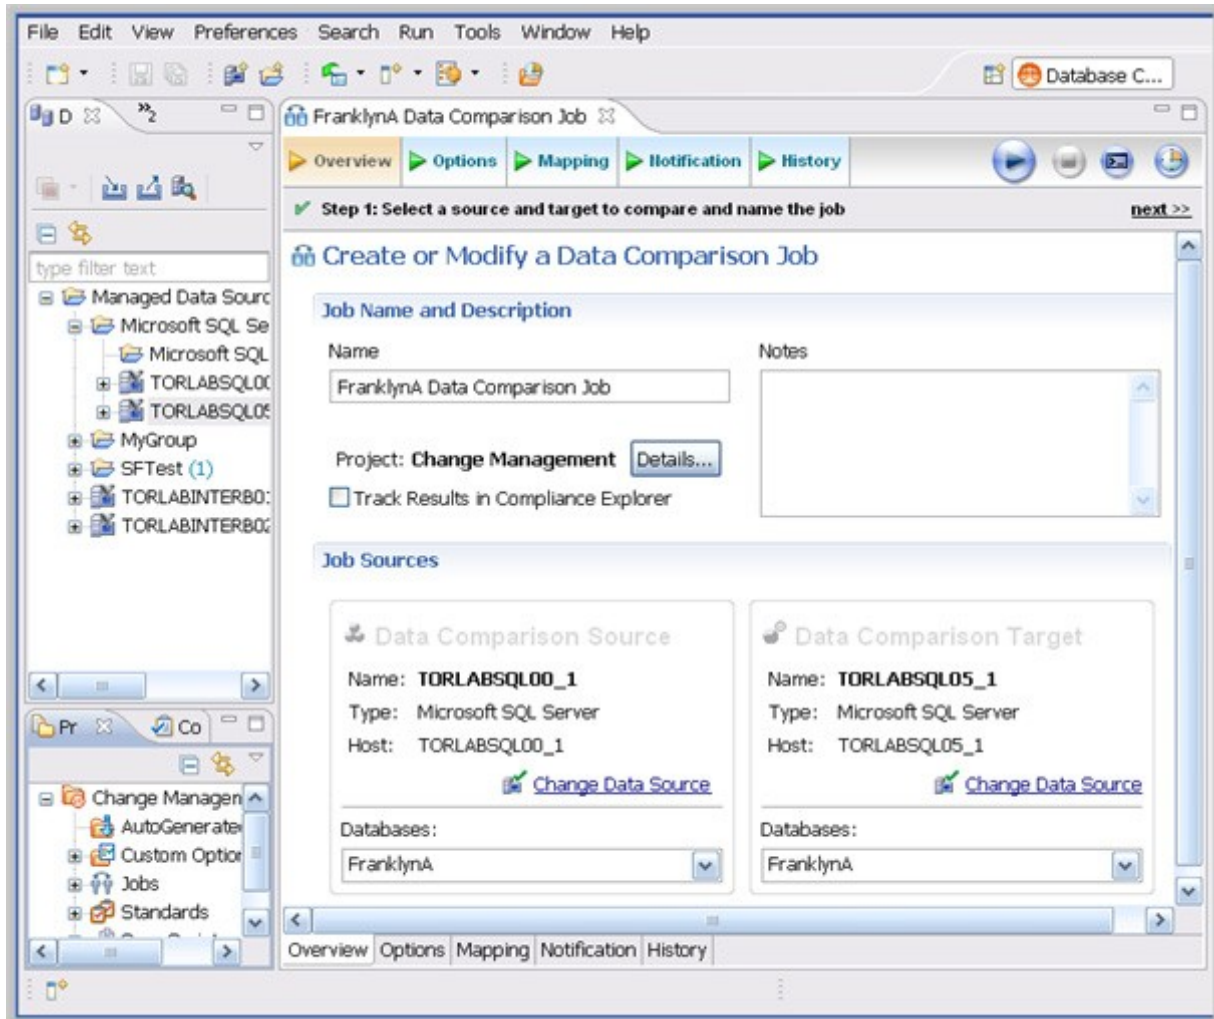 File Edit View Preferences Search Run Tools Window Help
Database C...
D
»2
FranklynA Data Comparison Job
Overview Options Mapping Notification History
Step 1: Select a source and target to compare and name the job
next >>
type filter text
Managed Data Sourc
Microsoft SQL Se
Microsoft SQL
TORLABSQL00
TORLABSQL05
MyGroup
SFTest (1)
TORLABINTERB01
TORLABINTERB02
Create or Modify a Data Comparison Job
Job Name and Description
Name
FranklynA Data Comparison Job
Notes
Project: Change Management Details...
Track Results in Compliance Explorer
Job Sources
Data Comparison Source
Name: TORLABSQL00_1
Type: Microsoft SQL Server
Host: TORLABSQL00_1
Change Data Source
Databases:
FranklynA
Data Comparison Target
Name: TORLABSQL05_1
Type: Microsoft SQL Server
Host: TORLABSQL05_1
Change Data Source
Databases:
FranklynA
Pr
Co
Change Managen
AutoGenerate
Custom Option
Jobs
Standards
Overview Options Mapping Notification History